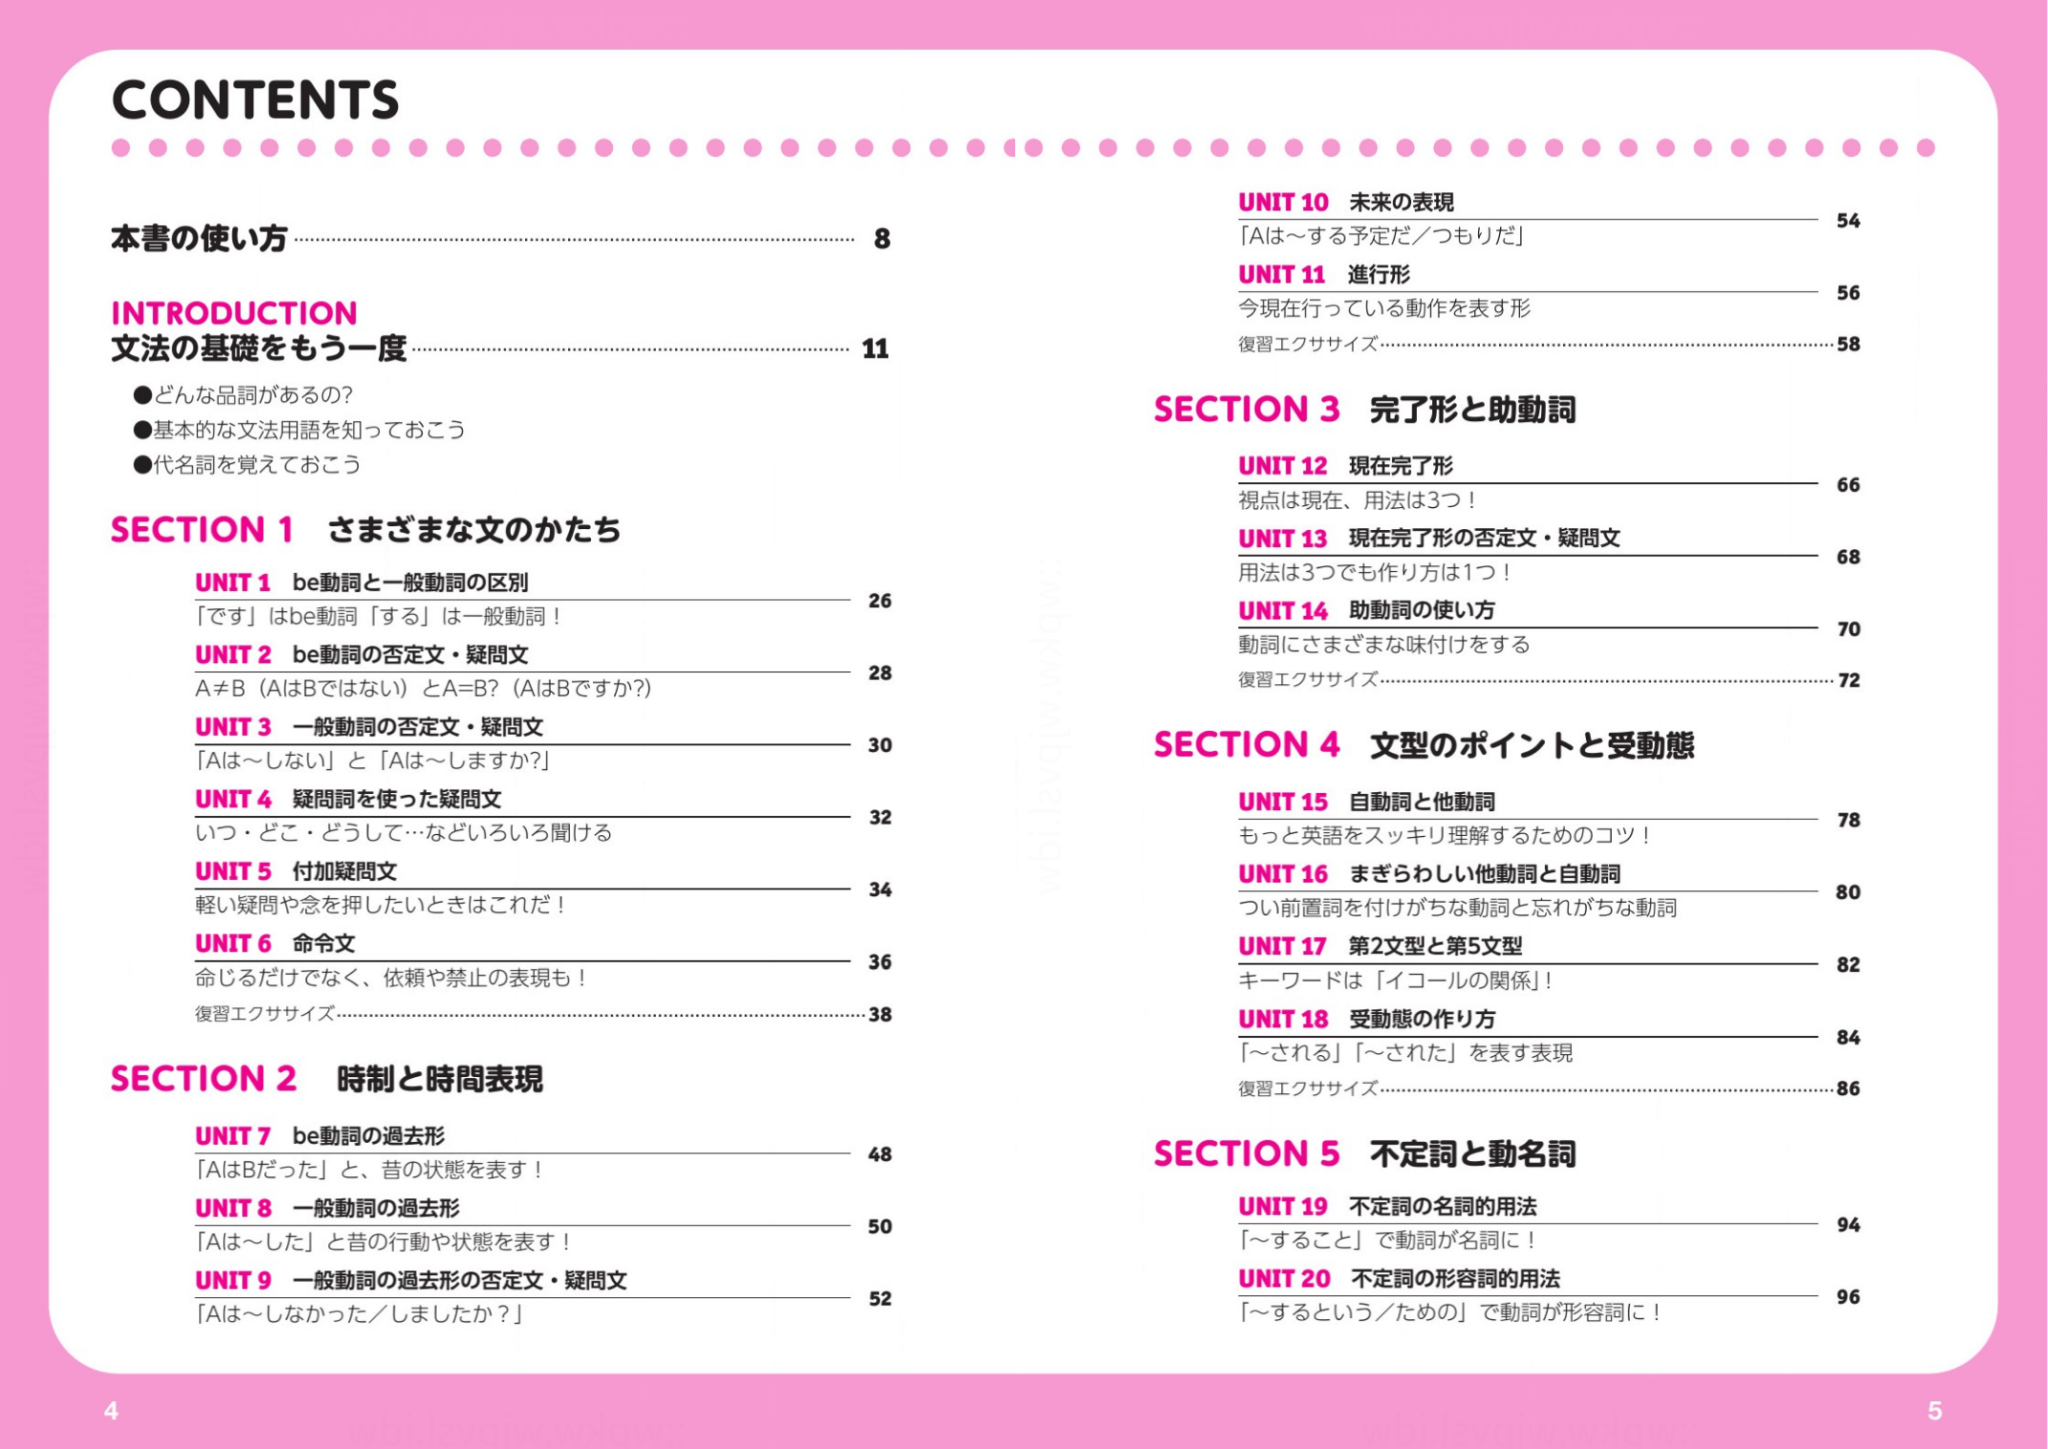 CONTENTS
本書の使い方 8
INTRODUCTION
文法の基礎をもう一度 11
●どんな品詞があるの?
●基本的な文法用語を知っておこう
●代名詞を覚えておこう
SECTION 1 さまざまな文のかたち
UNIT 1 be動詞と一般動詞の区別
26
「です」はbe動詞「する」は一般動詞！
UNIT 2 be動詞の否定文・疑問文
28
A≠B（AはBではない）とA=B?（AはBですか?）
UNIT 3 一般動詞の否定文・疑問文
30
「Aは〜しない」と「Aは〜しますか?」
UNIT 4 疑問詞を使った疑問文
32
いつ・どこ・どうして…などいろいろ聞ける
UNIT 5 付加疑問文
34
軽い疑問や念を押したいときはこれだ！
UNIT 6 命令文
36
命じるだけでなく、依頼や禁止の表現も！
復習エクササイズ 38
SECTION 2 時制と時間表現
UNIT 7 be動詞の過去形
48
「AはBだった」と、昔の状態を表す！
UNIT 8 一般動詞の過去形
50
「Aは〜した」と昔の行動や状態を表す！
UNIT 9 一般動詞の過去形の否定文・疑問文
52
「Aは〜しなかった／しましたか？」
4
UNIT 10 未来の表現
54
「Aは〜する予定だ／つもりだ」
UNIT 11 進行形
56
今現在行っている動作を表す形
復習エクササイズ 58
SECTION 3 完了形と助動詞
UNIT 12 現在完了形
66
視点は現在、用法は3つ！
UNIT 13 現在完了形の否定文・疑問文
68
用法は3つでも作り方は1つ！
UNIT 14 助動詞の使い方
70
動詞にさまざまな味付けをする
復習エクササイズ 72
SECTION 4 文型のポイントと受動態
UNIT 15 自動詞と他動詞
78
もっと英語をスッキリ理解するためのコツ！
UNIT 16 まぎらわしい他動詞と自動詞
80
つい前置詞を付けがちな動詞と忘れがちな動詞
UNIT 17 第2文型と第5文型
82
キーワードは「イコールの関係」！
UNIT 18 受動態の作り方
84
「〜される」「〜された」を表す表現
復習エクササイズ 86
SECTION 5 不定詞と動名詞
UNIT 19 不定詞の名詞的用法
94
「〜すること」で動詞が名詞に！
UNIT 20 不定詞の形容詞的用法
96
「〜するという／ための」で動詞が形容詞に！
5